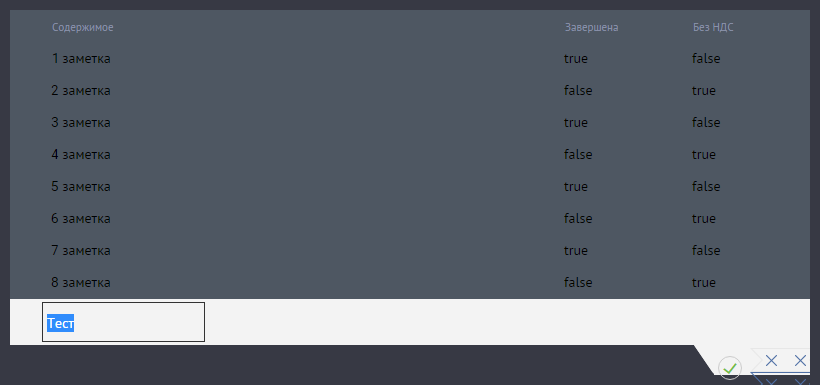 Содержимое Завершена Без НДС
1 заметка true false
2 заметка false true
3 заметка true false
4 заметка false true
5 заметка true false
6 заметка false true
7 заметка true false
8 заметка false true
Тест